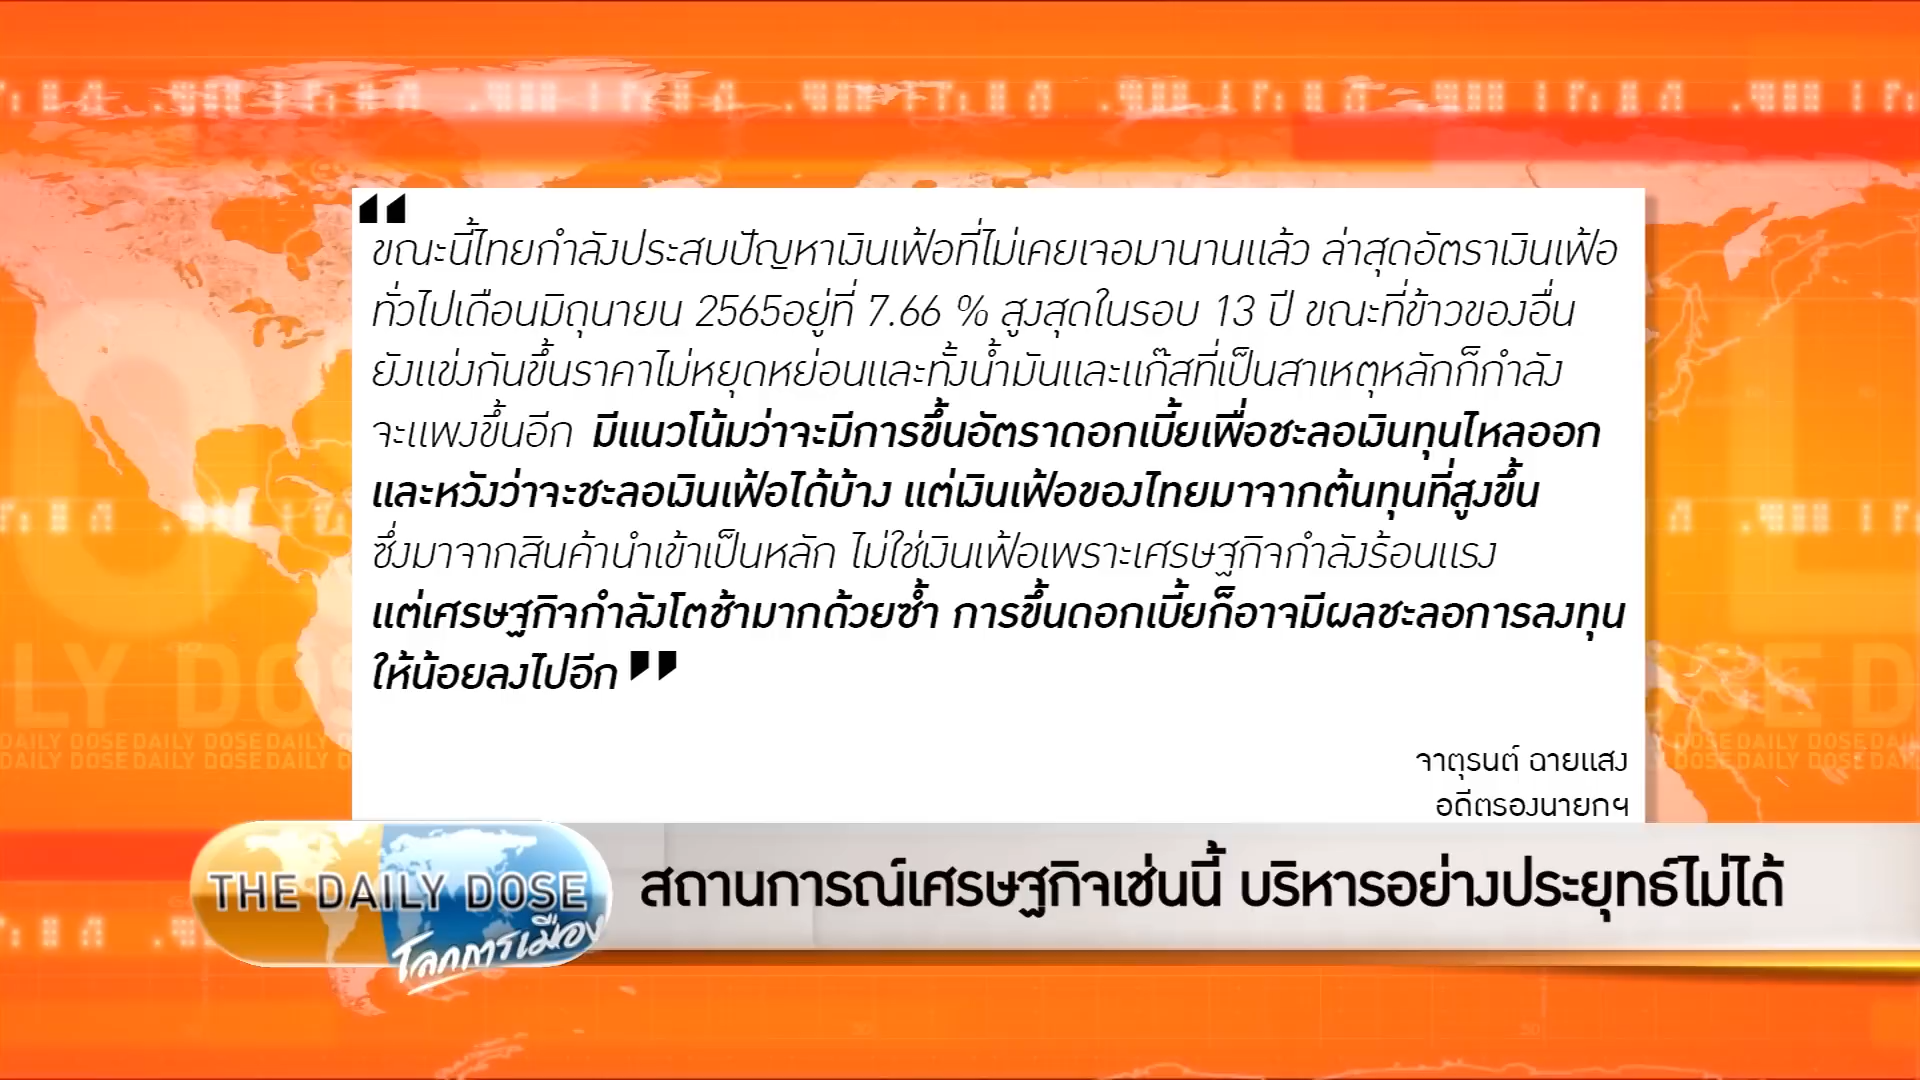 "ขณะนี้ไทยกำลังประสบปัญหาเงินเฟ้อที่ไม่เคยเจอมานานแล้ว ล่าสุดอัตราเงินเฟ้อ
ทั่วไปเดือนมิถุนายน 2565อยู่ที่ 7.66 % สูงสุดในรอบ 13 ปี ขณะที่ข้าวของอื่น
ยังแข่งกันขึ้นราคาไม่หยุดหย่อนและทั้งน้ำมันและแก๊สที่เป็นสาเหตุหลักก็กำลัง
จะแพงขึ้นอีก มีแนวโน้มว่าจะมีการขึ้นอัตราดอกเบี้ยเพื่อชะลอเงินทุนไหลออก
และหวังว่าจะชะลอเงินเฟ้อได้บ้าง แต่เงินเฟ้อของไทยมาจากต้นทุนที่สูงขึ้น
ซึ่งมาจากสินค้านำเข้าเป็นหลัก ไม่ใช่เงินเฟ้อเพราะเศรษฐกิจกำลังร้อนแรง
แต่เศรษฐกิจกำลังโตช้ามากด้วยซ้ำ การขึ้นดอกเบี้ยก็อาจมีผลชะลอการลงทุน
ให้น้อยลงไปอีก"
จาตุรนต์ ฉายแสง
อดีตรองนายกฯ
THE DAILY DOSE
โลกการเมือง
สถานการณ์เศรษฐกิจเช่นนี้ บริหารอย่างประยุทธ์ไม่ได้
LY DOSE
DAILY DOSE DAILY DOSE DAILY
DAILY DOSE DAILY DOSE DAILY
DOSE DAILY DOSE DAILY
DOSE DAILY DOSE DAILY